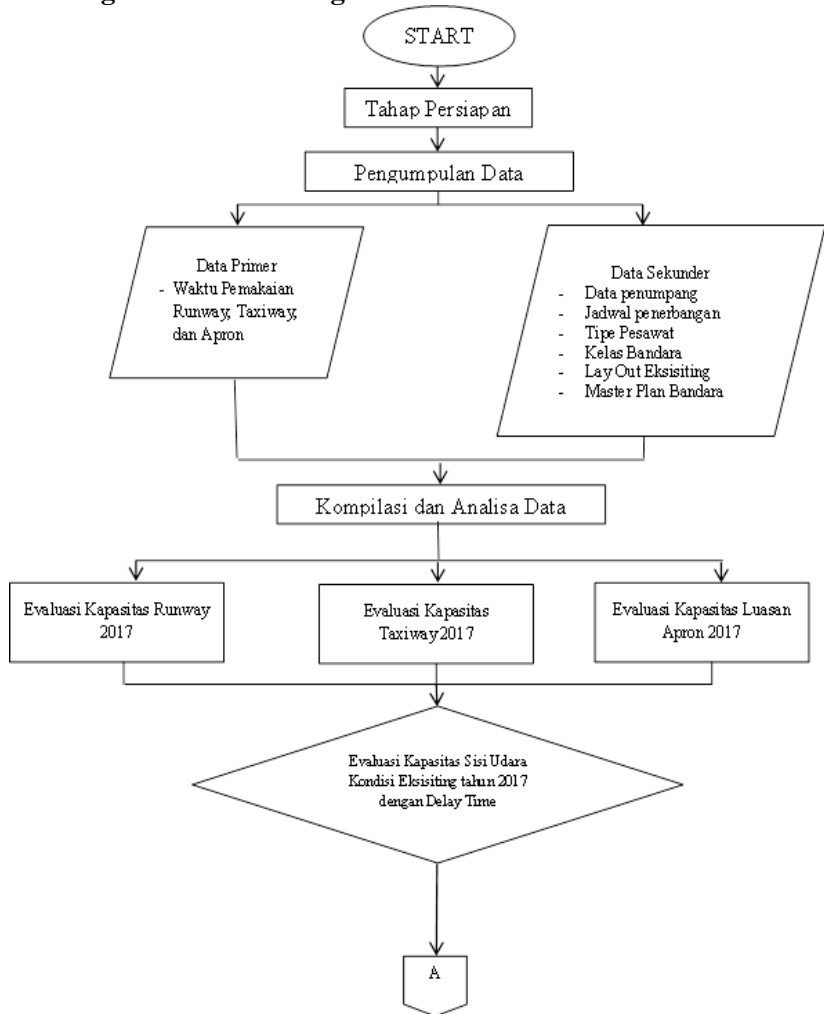 START
Tahap Persiapan
Pengumpulan Data
Data Primer
- Waktu Pemakaian
Runway, Taxiway,
dan Apron
Data Sekunder
- Data penumpang
- Jadwal penerbangan
- Tipe Pesawat
- Kelas Bandara
- Lay Out Eksisiting
- Master Plan Bandara
Kompilasi dan Analisa Data
Evaluasi Kapasitas Runway
2017
Evaluasi Kapasitas
Taxiway 2017
Evaluasi Kapasitas Luasan
Apron 2017
Evaluasi Kapasitas Sisi Udara
Kondisi Eksisiting tahun 2017
dengan Delay Time
A